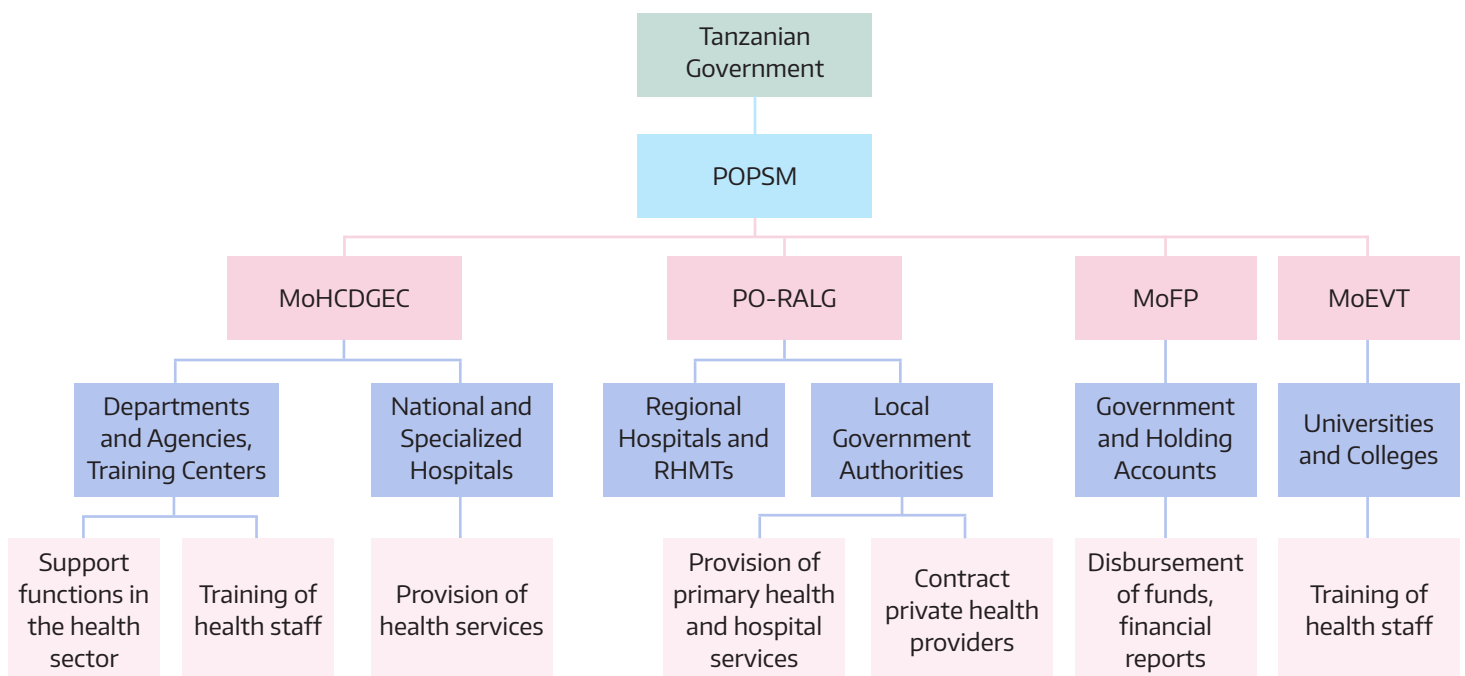 Tanzanian
Government
POPSM
MoHCDGEC
PO-RALG
MoFP
MoEVT
Departments
and Agencies,
Training Centers
National and
Specialized
Hospitals
Regional
Hospitals and
RHMTs
Local
Government
Authorities
Government
and Holding
Accounts
Universities
and Colleges
Support
functions in
the health
sector
Training of
health staff
Provision of
health services
Provision of
primary health
and hospital
services
Contract
private health
providers
Disbursement
of funds,
financial
reports
Training of
health staff